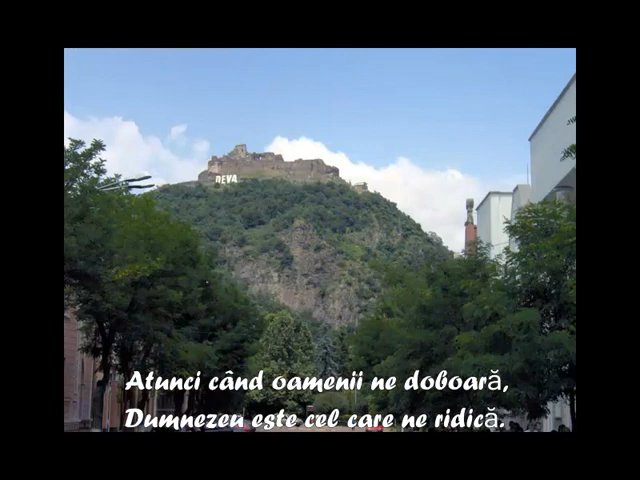 DEVA
Atunci când oamenii ne doboară,
Dumnezeu este cel care ne ridică.